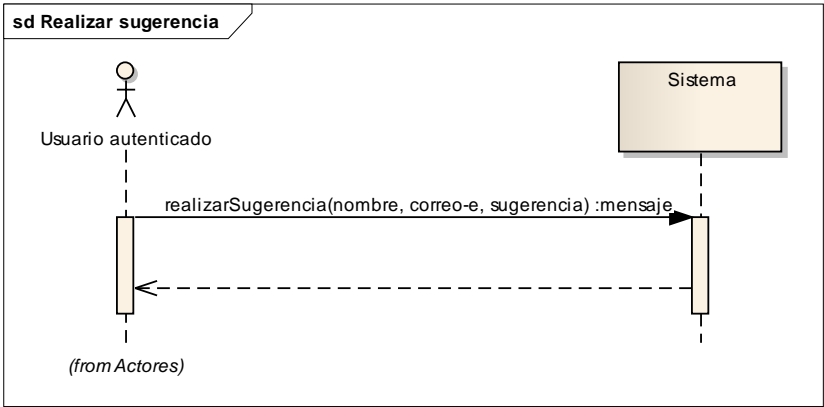 sd Realizar sugerencia
Sistema
Usuario autenticado
realizarSugerencia(nombre, correo-e, sugerencia) :mensaje
(from Actores)